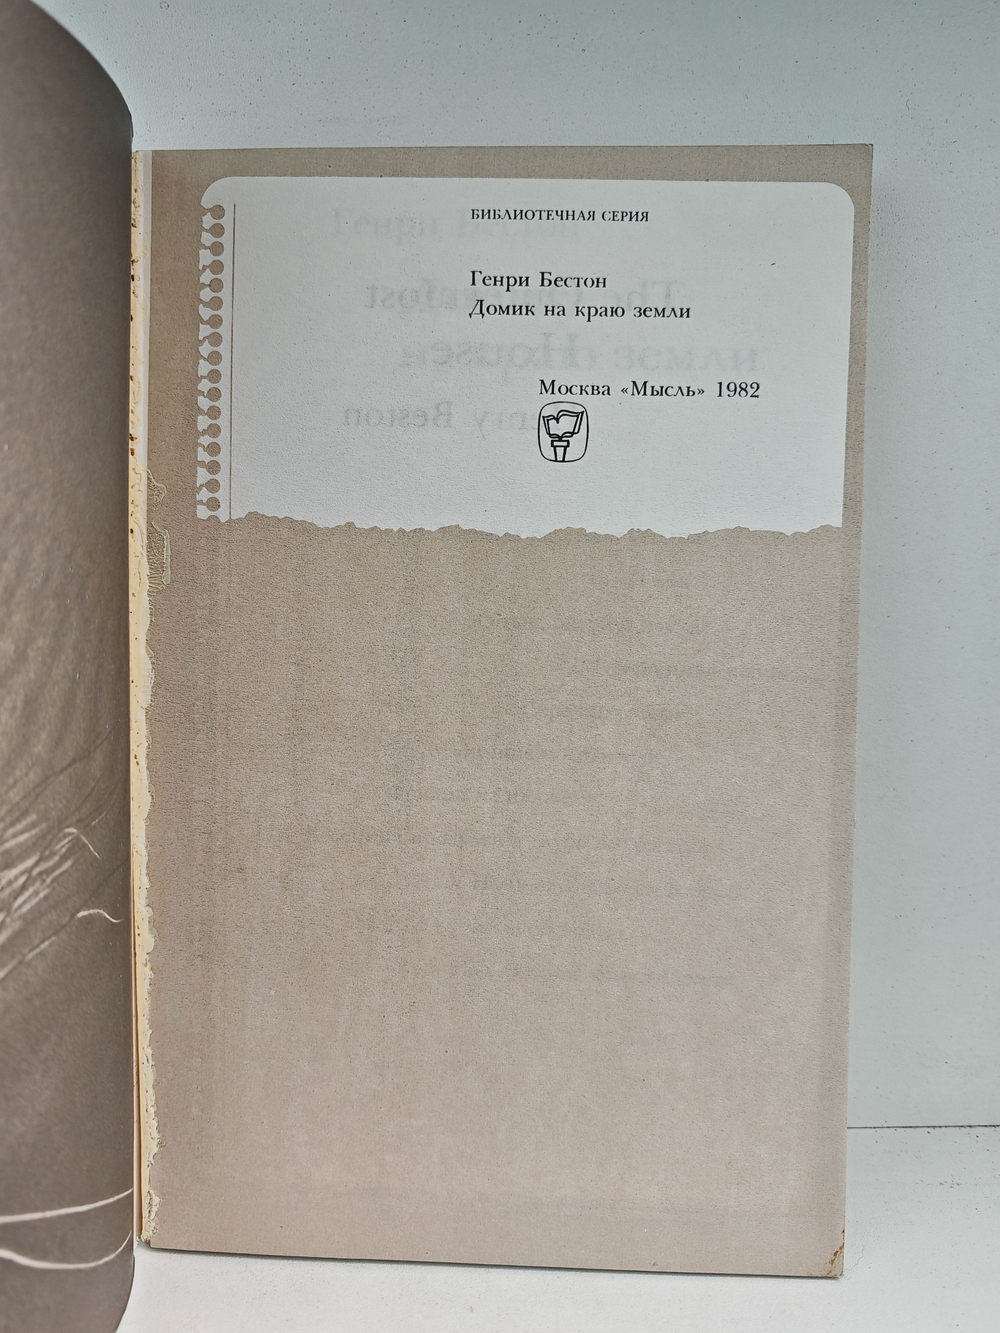 БИБЛИОТЕЧНАЯ СЕРИЯ
Генри Бестон
Домик на краю земли
Москва «Мысль» 1982